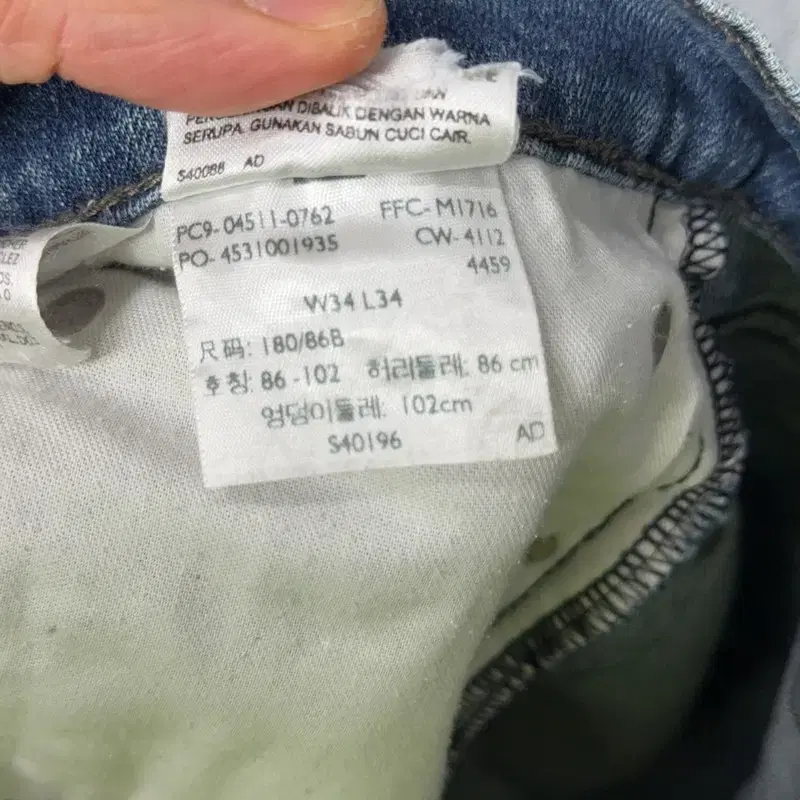 DIBALIK DENGAN WARNA
SERUPA. GUNAKAN SABUN CUCI CAIR.
S40088 AD
PC9-04511-0762 FFC-M1716
PO-4531001935 CW-4112
4459
W34 L34
尺码: 180/86B
호칭: 86-102 허리둘레: 86 cm
엉덩이둘레: 102cm
S40196 AD